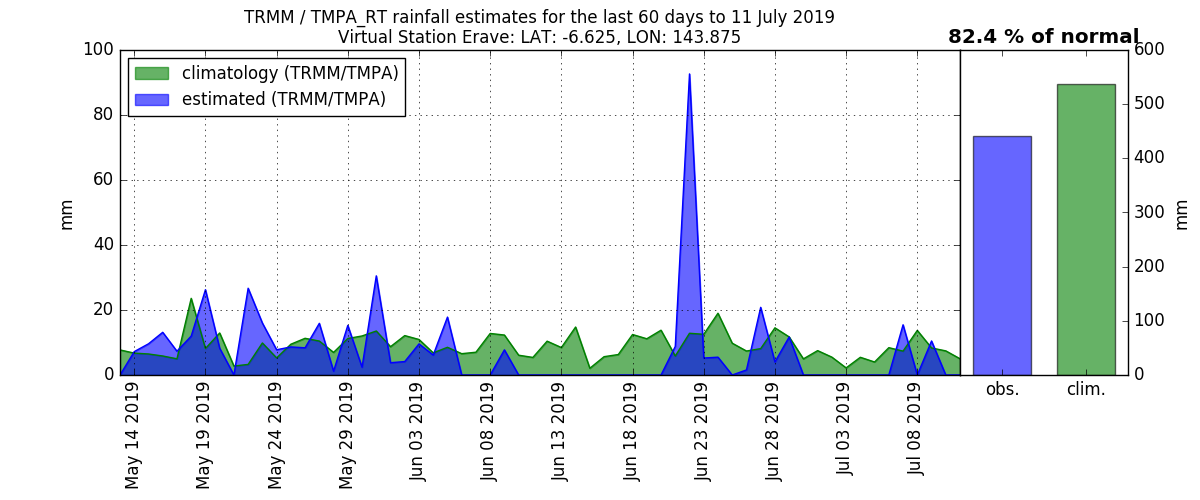 TRMM / TMPA_RT rainfall estimates for the last 60 days to 11 July 2019
Virtual Station Erave: LAT: -6.625, LON: 143.875
82.4 % of normal
climatology (TRMM/TMPA)
estimated (TRMM/TMPA)
100
80
60
40
20
0
mm
May 14 2019
May 19 2019
May 24 2019
May 29 2019
Jun 03 2019
Jun 08 2019
Jun 13 2019
Jun 18 2019
Jun 23 2019
Jun 28 2019
Jul 03 2019
Jul 08 2019
600
500
400
300
200
100
0
mm
obs.
clim.